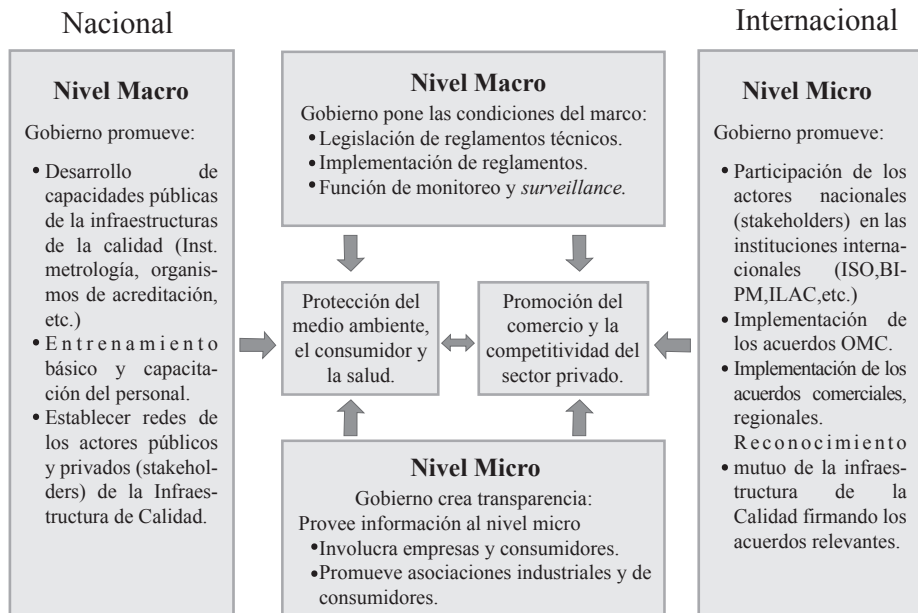 Nacional
Internacional
Nivel Macro
Gobierno promueve:
• Desarrollo de
capacidades públicas
de la infraestructuras
de la calidad (Inst.
metrología, organis-
mos de acreditación,
etc.)
• Entrenamiento
básico y capacita-
ción del personal.
• Establecer redes de
los actores públicos
y privados (stakehol-
ders) de la Infrae-
structura de Calidad.
Nivel Macro
Gobierno pone las condiciones del marco:
• Legislación de reglamentos técnicos.
• Implementación de reglamentos.
• Función de monitoreo y surveillance.
Protección del
medio ambiente,
el consumidor y
la salud.
Promoción del
comercio y la
competitividad del
sector privado.
Nivel Micro
Gobierno crea transparencia:
Provee información al nivel micro
• Involucra empresas y consumidores.
• Promueve asociaciones industriales y de
consumidores.
Nivel Micro
Gobierno promueve:
• Participación de los
actores nacionales
(stakeholders) en las
instituciones interna-
cionales (ISO,BI-
PM,ILAC,etc.)
• Implementación de
los acuerdos OMC.
• Implementación de los
acuerdos comerciales,
regionales.
Reconocimiento
• mutuo de la infraes-
tructura de la
Calidad firmando los
acuerdos relevantes.